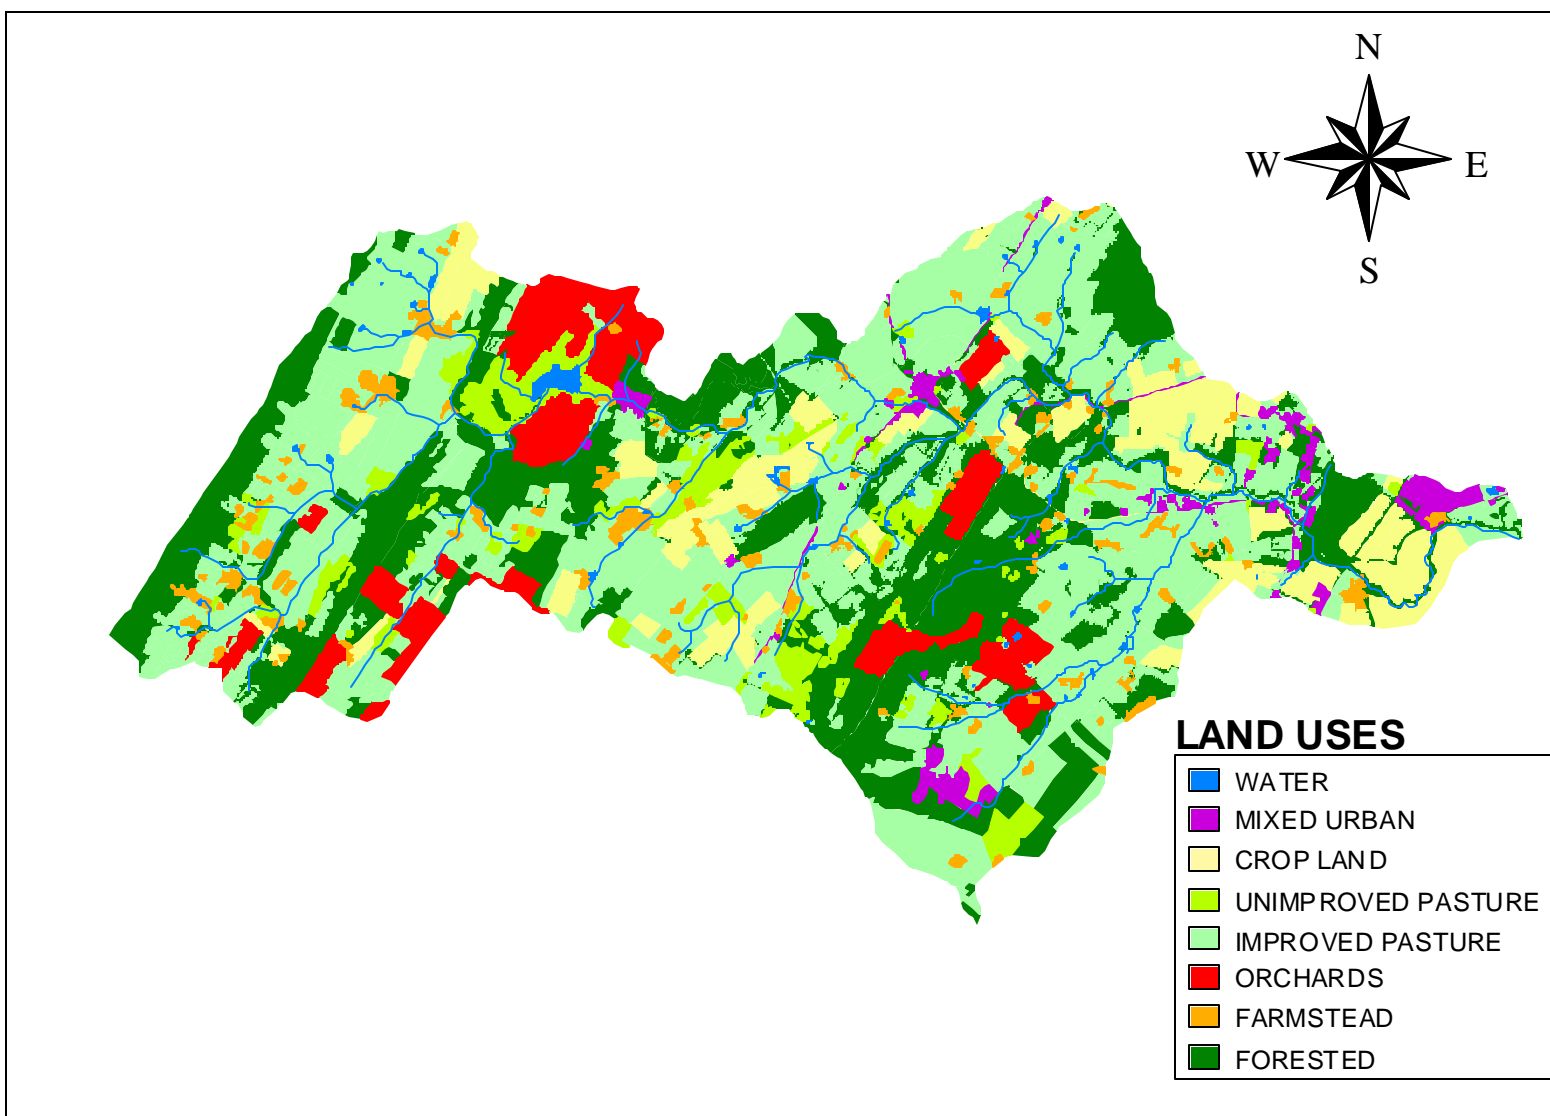 N
W E
S
LAND USES
WATER
MIXED URBAN
CROP LAND
UNIMPROVED PASTURE
IMPROVED PASTURE
ORCHARDS
FARMSTEAD
FORESTED